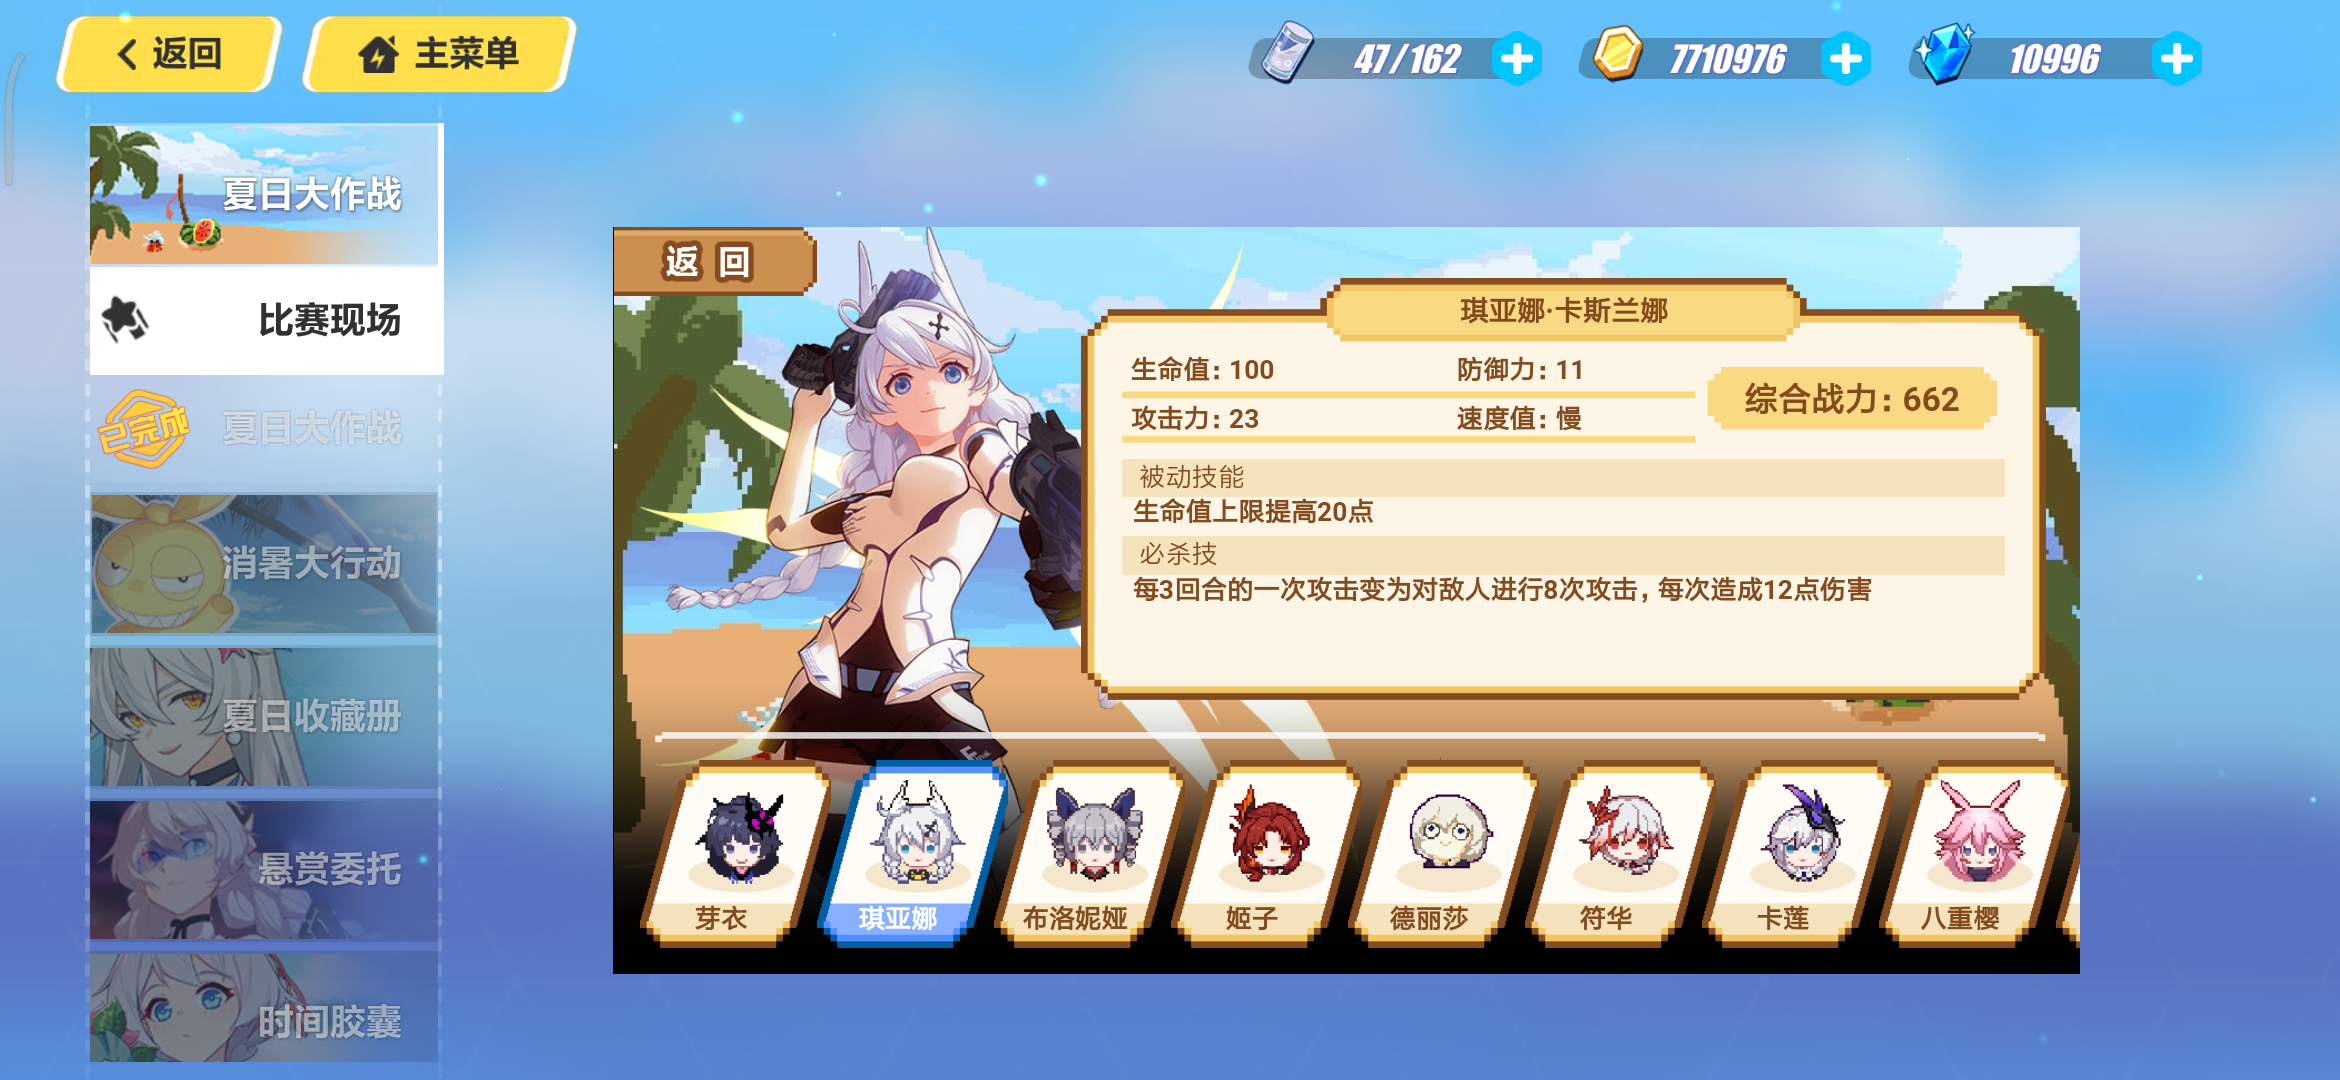 返回
主菜单
47/162
7710976
10996
夏日大作战
比赛现场
已完成
夏日大作战
消暑大行动
夏日收藏册
悬赏委托
时间胶囊
返回
琪亚娜·卡斯兰娜
生命值：100
防御力：11
攻击力：23
速度值：慢
综合战力：662
被动技能
生命值上限提高20点
必杀技
每3回合的一次攻击变为对敌人进行8次攻击，每次造成12点伤害
芽衣
琪亚娜
布洛妮娅
姬子
德丽莎
符华
卡莲
八重樱